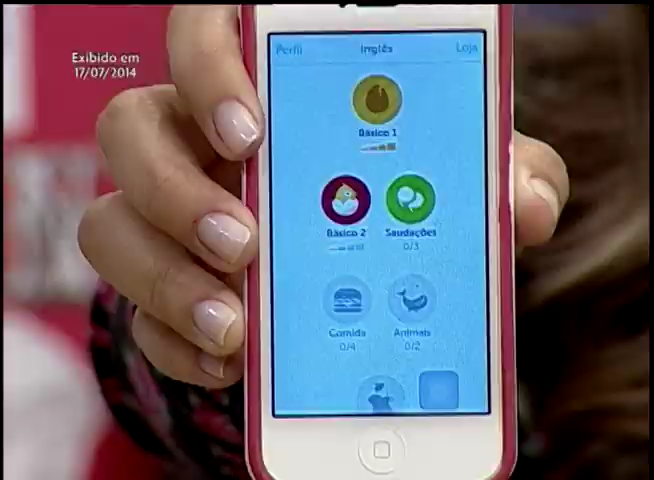 Exibido em
17/07/2014
Perfil Inglês Loja
Básico 1
Básico 2 Saudações
0/3
Comida Animais
0/4 0/2